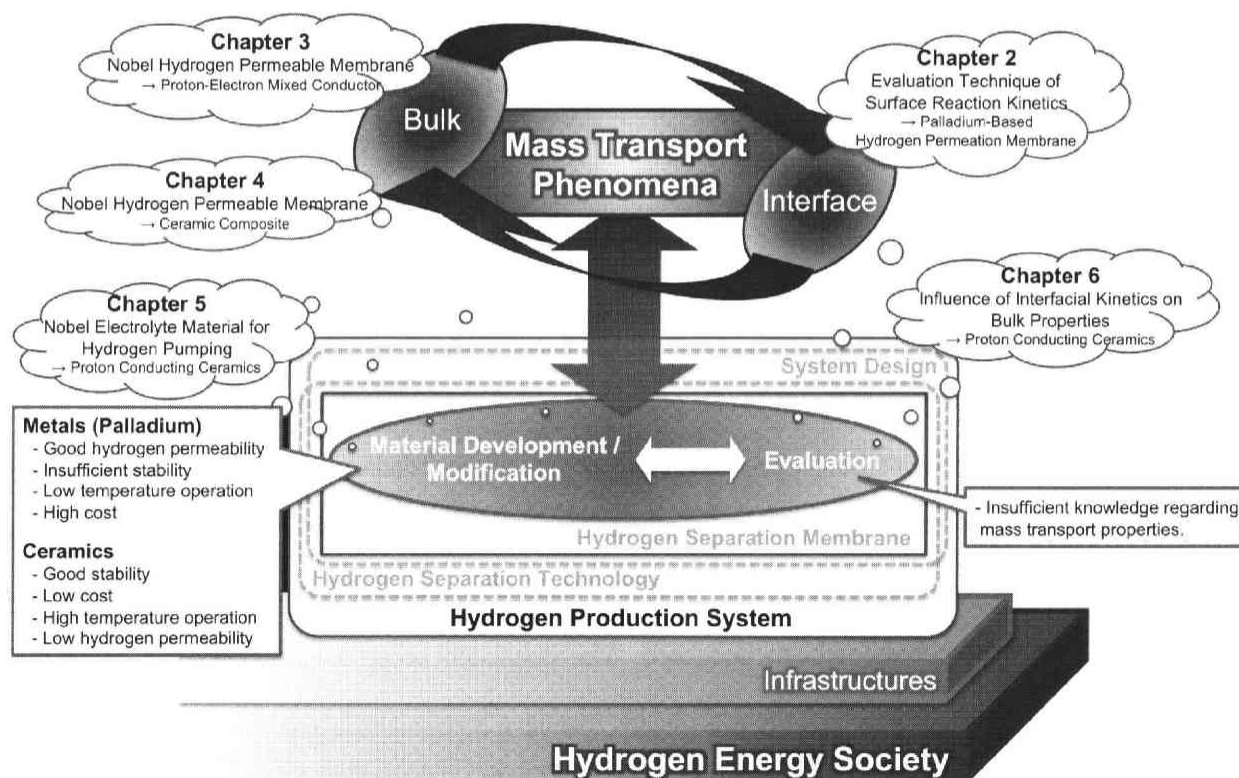 Chapter 3
Nobel Hydrogen Permeable Membrane
→ Proton-Electron Mixed Conductor
Chapter 2
Evaluation Technique of
Surface Reaction Kinetics
→ Palladium-Based
Hydrogen Permeation Membrane
Bulk
Mass Transport
Phenomena
Interface
Chapter 4
Nobel Hydrogen Permeable Membrane
→ Ceramic Composite
Chapter 5
Nobel Electrolyte Material for
Hydrogen Pumping
→ Proton Conducting Ceramics
Chapter 6
Influence of Interfacial Kinetics on
Bulk Properties
→ Proton Conducting Ceramics
System Design
Metals (Palladium)
- Good hydrogen permeability
- Insufficient stability
- Low temperature operation
- High cost
Ceramics
- Good stability
- Low cost
- High temperature operation
- Low hydrogen permeability
Material Development /
Modification
Evaluation
- Insufficient knowledge regarding
mass transport properties.
Hydrogen Separation Membrane
Hydrogen Separation Technology
Hydrogen Production System
Infrastructures
Hydrogen Energy Society